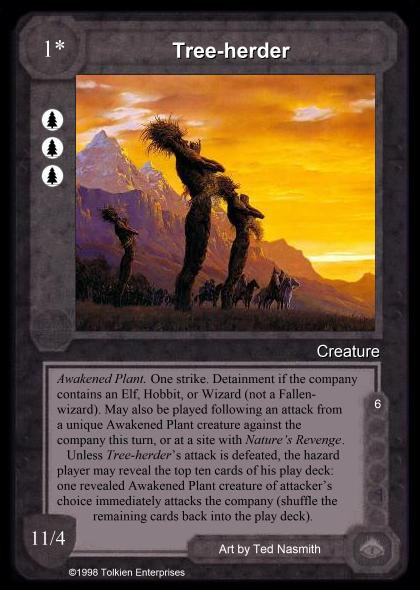 1*
Tree-herder
Creature
Awakened Plant. One strike. Detainment if the company
contains an Elf, Hobbit, or Wizard (not a Fallen-
wizard). May also be played following an attack from
a unique Awakened Plant creature against the
company this turn, or at a site with Nature's Revenge.
Unless Tree-herder's attack is defeated, the hazard
player may reveal the top ten cards of his play deck:
one revealed Awakened Plant creature of attacker's
choice immediately attacks the company (shuffle the
remaining cards back into the play deck).
6
11/4
Art by Ted Nasmith
©1998 Tolkien Enterprises